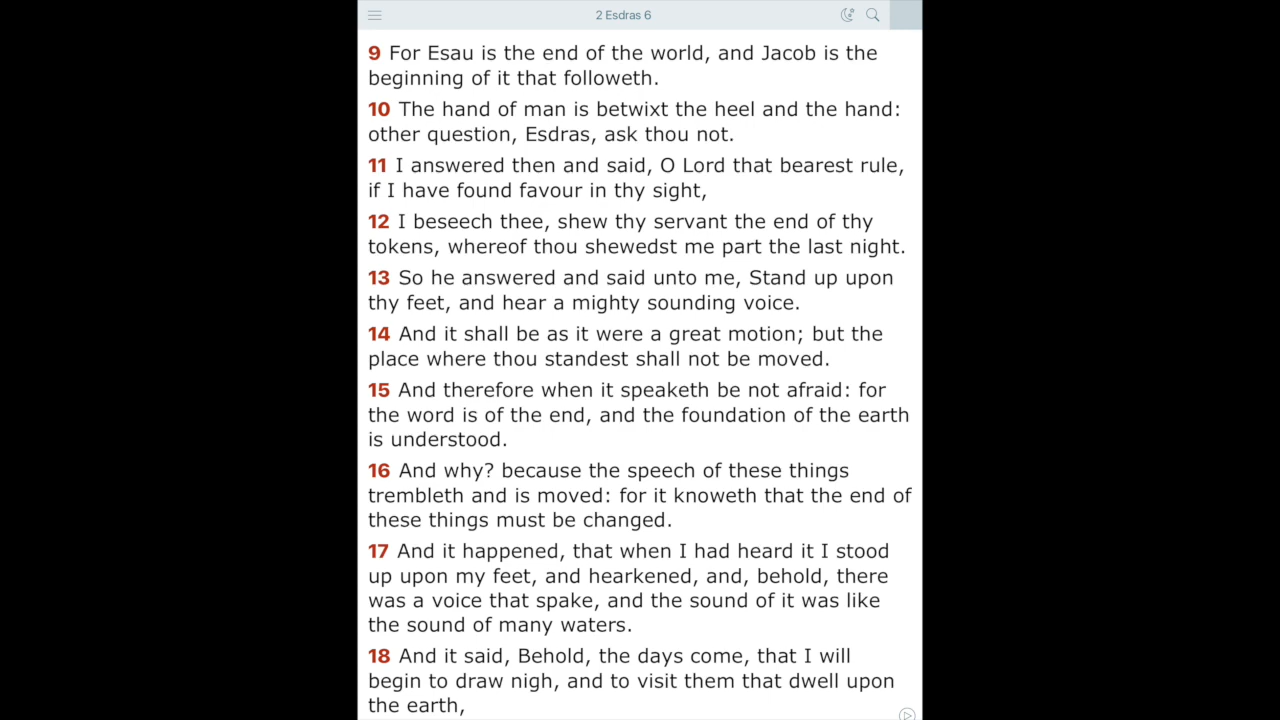 2 Esdras 6
9 For Esau is the end of the world, and Jacob is the
beginning of it that followeth.
10 The hand of man is betwixt the heel and the hand:
other question, Esdras, ask thou not.
11 I answered then and said, O Lord that bearest rule,
if I have found favour in thy sight,
12 I beseech thee, shew thy servant the end of thy
tokens, whereof thou shewedst me part the last night.
13 So he answered and said unto me, Stand up upon
thy feet, and hear a mighty sounding voice.
14 And it shall be as it were a great motion; but the
place where thou standest shall not be moved.
15 And therefore when it speaketh be not afraid: for
the word is of the end, and the foundation of the earth
is understood.
16 And why? because the speech of these things
trembleth and is moved: for it knoweth that the end of
these things must be changed.
17 And it happened, that when I had heard it I stood
up upon my feet, and hearkened, and, behold, there
was a voice that spake, and the sound of it was like
the sound of many waters.
18 And it said, Behold, the days come, that I will
begin to draw nigh, and to visit them that dwell upon
the earth,